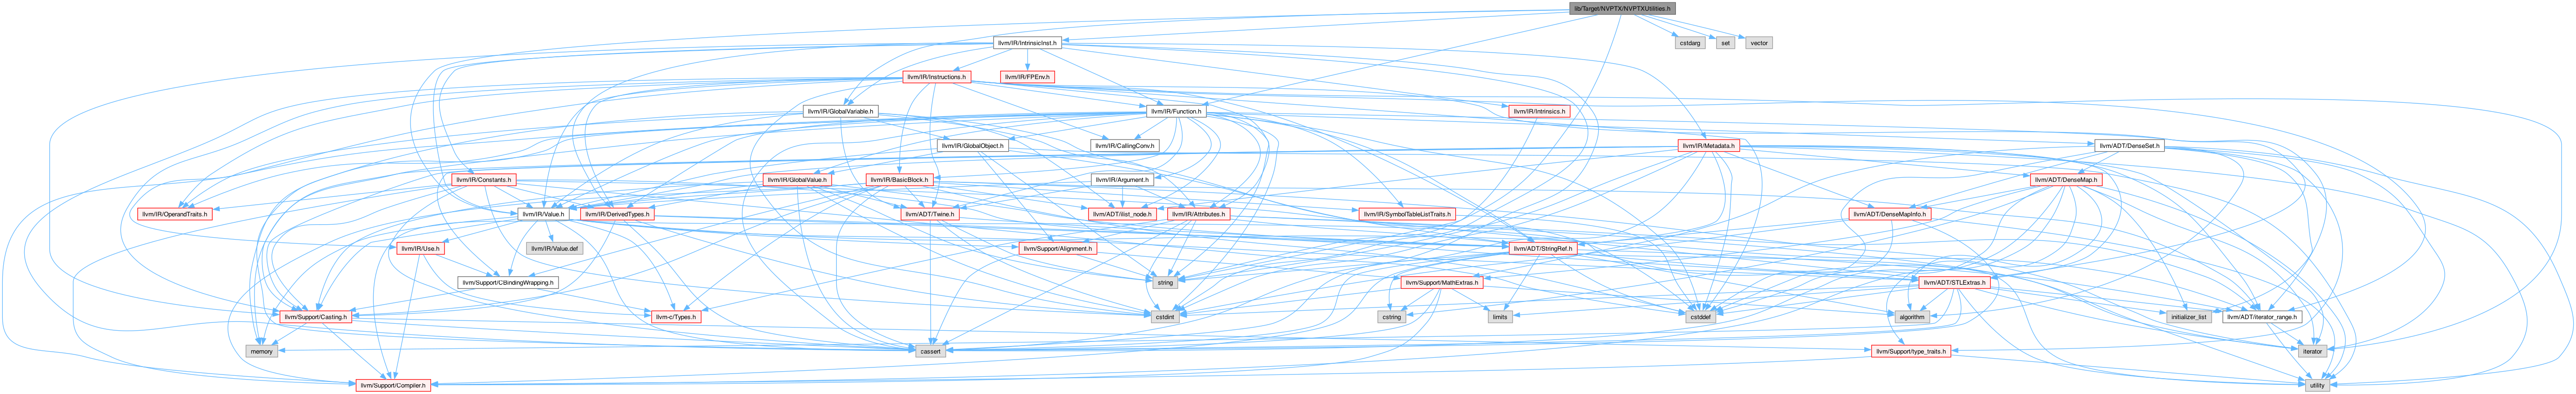 lib/Target/NVPTX/NVPTXUtilities.h
llvm/IR/IntrinsicInst.h
cstdarg
set
vector
llvm/IR/Instructions.h
llvm/IR/FPEnv.h
llvm/IR/GlobalVariable.h
llvm/IR/Function.h
llvm/IR/Intrinsics.h
llvm/IR/GlobalObject.h
llvm/IR/CallingConv.h
llvm/IR/Metadata.h
llvm/ADT/DenseSet.h
llvm/IR/Constants.h
llvm/IR/GlobalValue.h
llvm/IR/BasicBlock.h
llvm/IR/Argument.h
llvm/ADT/DenseMap.h
llvm/IR/OperandTraits.h
llvm/IR/Value.h
llvm/IR/DerivedTypes.h
llvm/ADT/Twine.h
llvm/ADT/ilist_node.h
llvm/IR/Attributes.h
llvm/IR/SymbolTableListTraits.h
llvm/ADT/DenseMapInfo.h
llvm/IR/Use.h
llvm/IR/Value.def
llvm/Support/Alignment.h
llvm/ADT/StringRef.h
llvm/Support/CBindingWrapping.h
string
llvm/Support/MathExtras.h
llvm/ADT/STLExtras.h
llvm/Support/Casting.h
llvm-c/Types.h
cstdint
cstring
limits
cstddef
algorithm
initializer_list
llvm/ADT/iterator_range.h
memory
cassert
llvm/Support/type_traits.h
iterator
llvm/Support/Compiler.h
utility